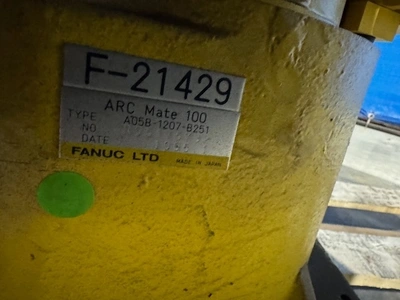 F-21429
ARC Mate 100
TYPE A05B-1207-B251
NO.
DATE
FANUC LTD MADE IN JAPAN